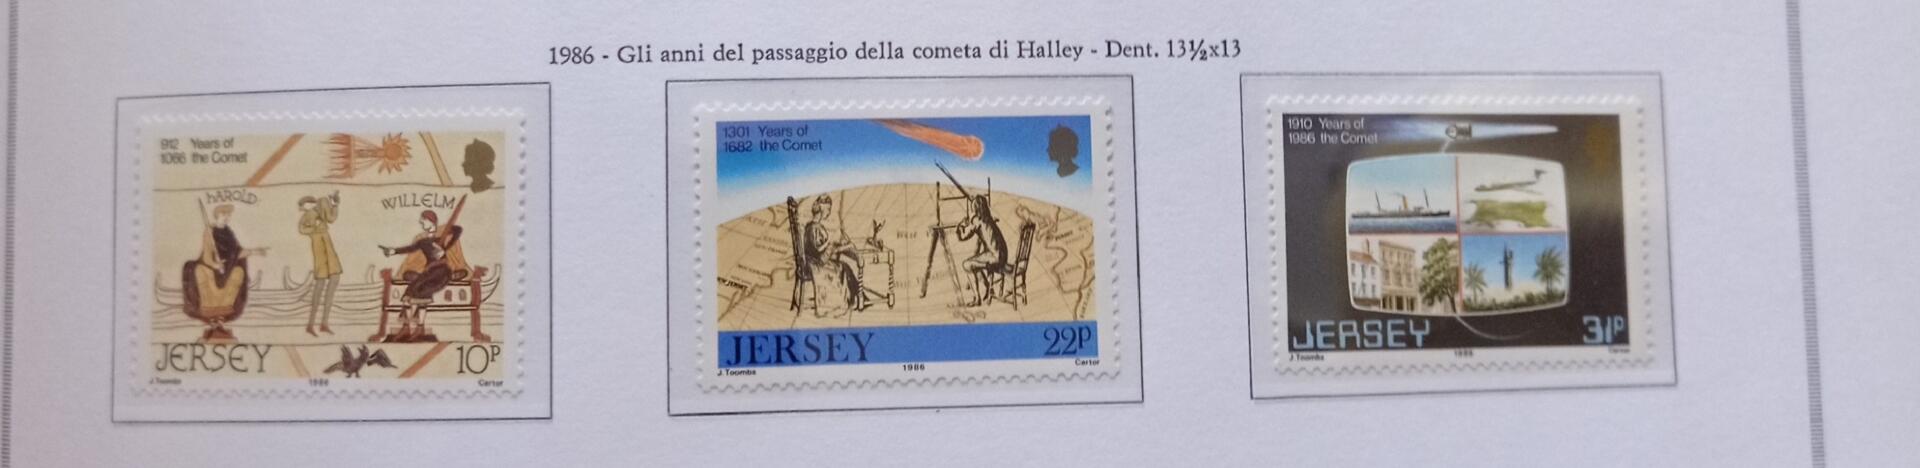 1986 - Gli anni del passaggio della cometa di Halley - Dent. 13½x13
912 Years of
1066 the Comet
HAROLD
WILLELM
JERSEY 10P
J.Toombs 1986 Cartor
1301 Years of
1682 the Comet
JERSEY 22P
J.Toombs 1986 Cartor
1910 Years of
1986 the Comet
JERSEY 31P
J.Toombs 1986 Cartor